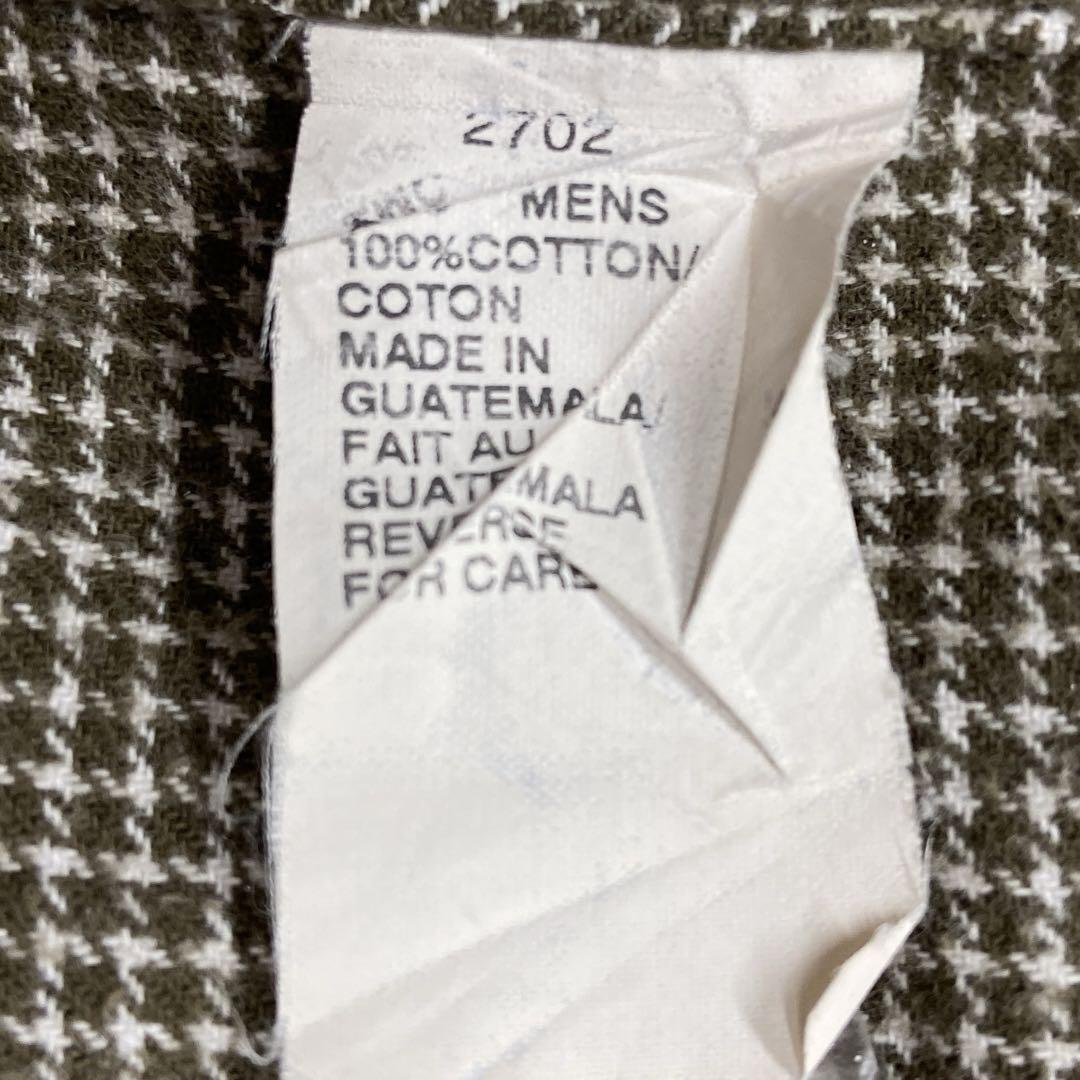 2702
MENS
100%COTTON/
COTON
MADE IN
GUATEMALA/
FAIT AU
GUATEMALA
REVERSE
FOR CARE